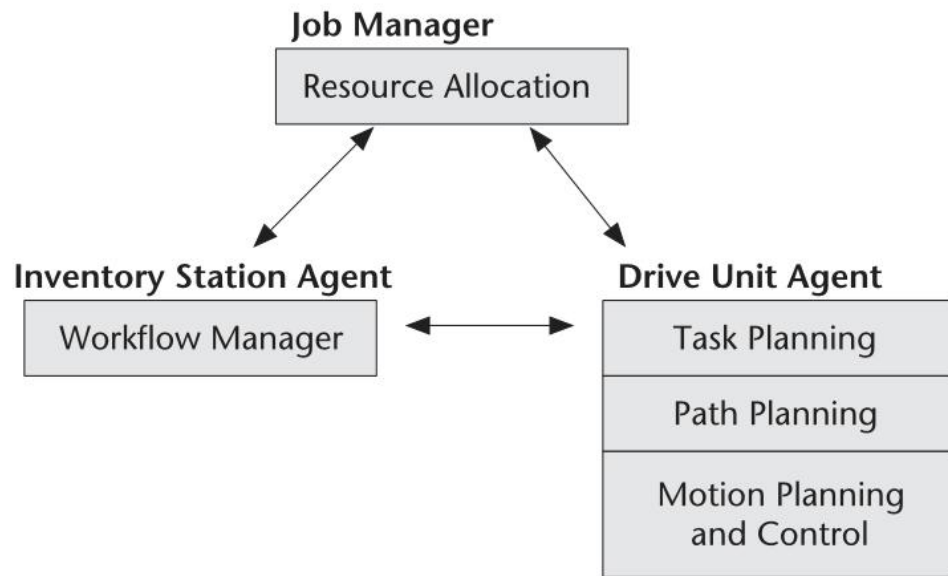 Job Manager
Resource Allocation
Inventory Station Agent
Workflow Manager
Drive Unit Agent
Task Planning
Path Planning
Motion Planning
and Control